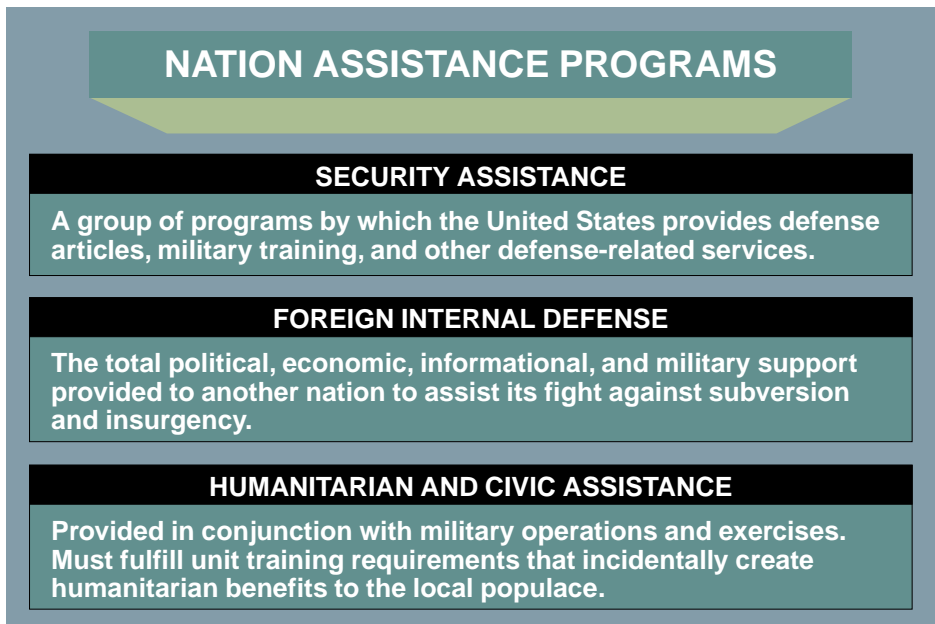 NATION ASSISTANCE PROGRAMS
SECURITY ASSISTANCE
A group of programs by which the United States provides defense
articles, military training, and other defense-related services.
FOREIGN INTERNAL DEFENSE
The total political, economic, informational, and military support
provided to another nation to assist its fight against subversion
and insurgency.
HUMANITARIAN AND CIVIC ASSISTANCE
Provided in conjunction with military operations and exercises.
Must fulfill unit training requirements that incidentally create
humanitarian benefits to the local populace.